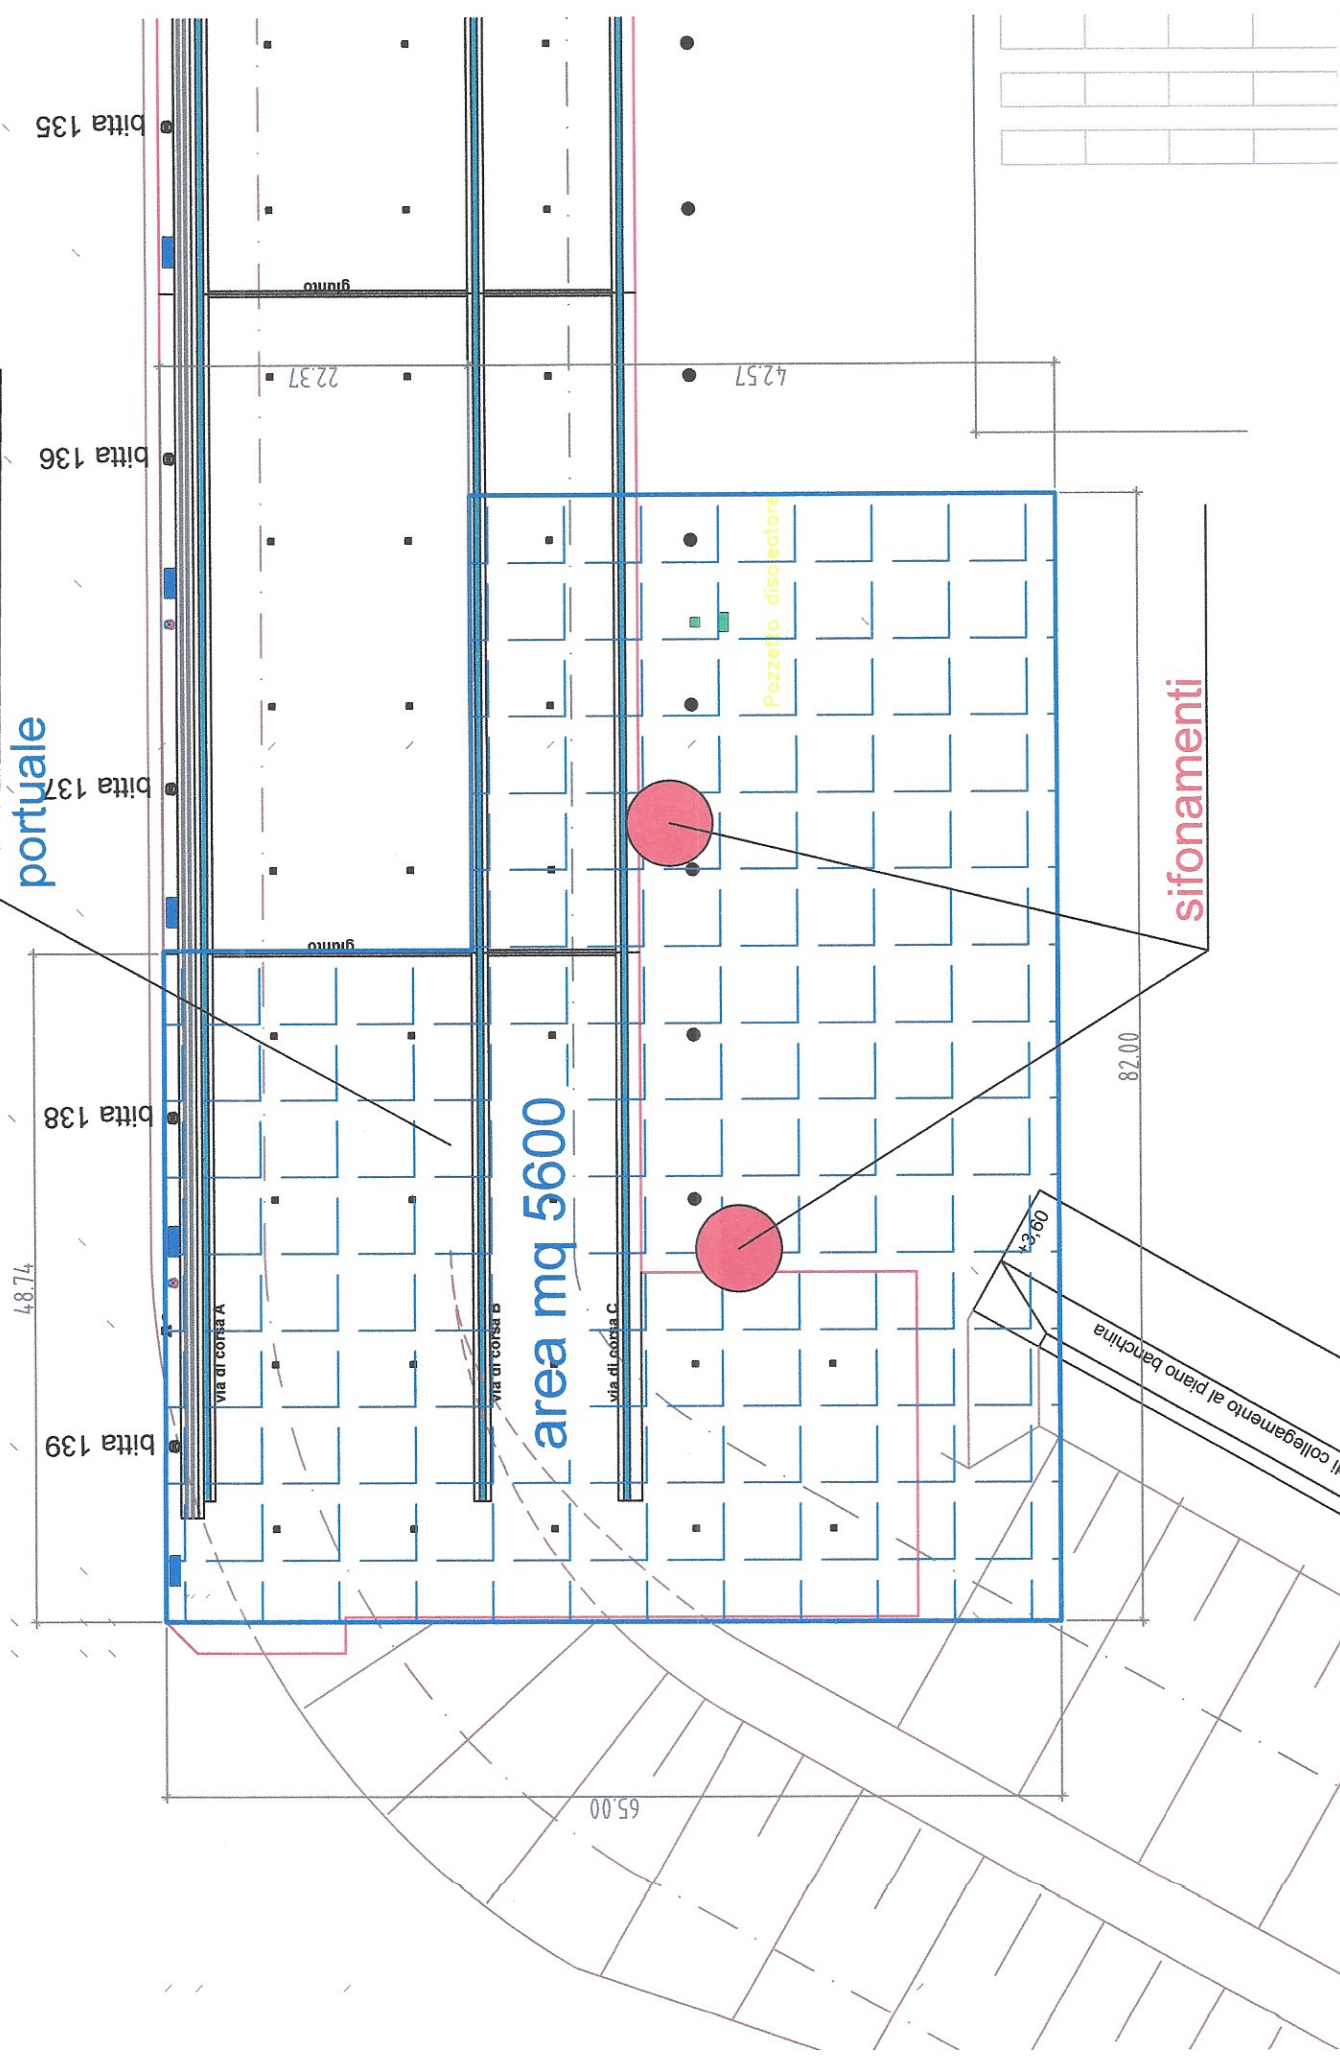 bitta 135
giunto
22.37
42.57
bitta 136
Pozzetto disoleatore
portuale
bitta 137
sifonamenti
giunto
82.00
bitta 138
area mq 5600
48.74
+3,60
via di corsa A
via di corsa B
via di corsa C
collegamento al piano banchina
bitta 139
65.00